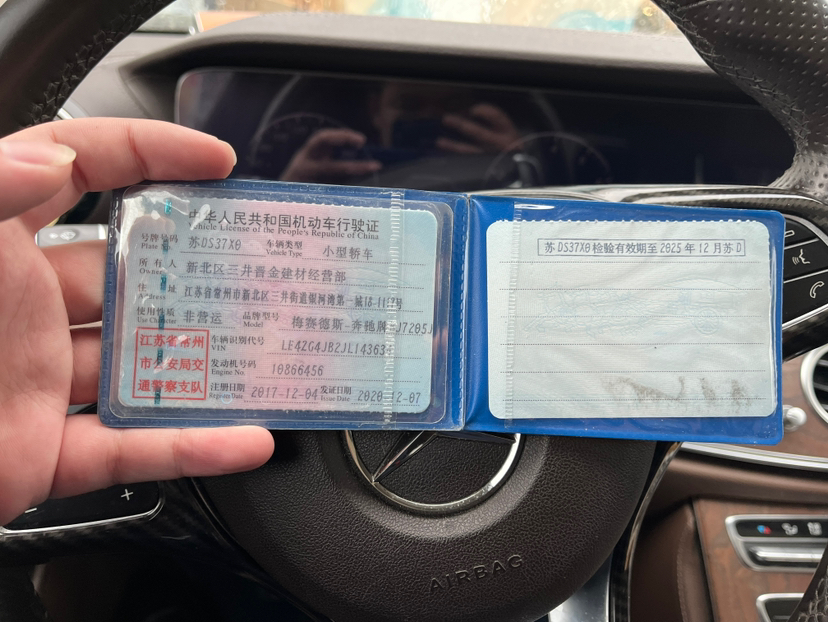 中华人民共和国机动车行驶证
Vehicle License of the People's Republic of China
号牌号码 苏DS37X0 车辆类型 小型轿车
Plate No. Vehicle Type
所有人 新北区三井晋金建材经营部
Owner
住址 江苏省常州市新北区三井街道银河湾第一城
Address
使用性质 非营运 品牌型号 梅赛德斯-奔驰牌
Use Character Model
江苏省常州
市公安局交
通警察支队
车辆识别代号 LE4ZG4JB2JL143634
VIN
发动机号码 10866456
Engine No.
注册日期 2017-12-04 发证日期 2020-12-07
Register Date Issue Date
苏DS37X0检验有效期至2025年12月苏D
AIRBAG
+